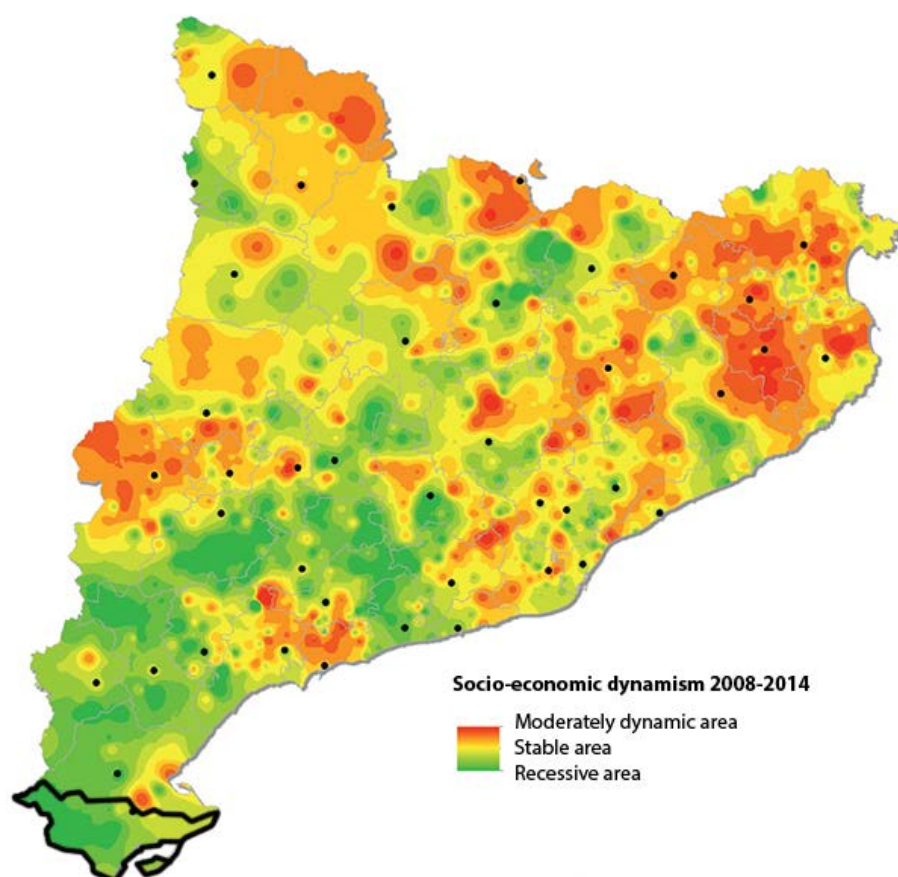 Socio-economic dynamism 2008-2014
Moderately dynamic area
Stable area
Recessive area